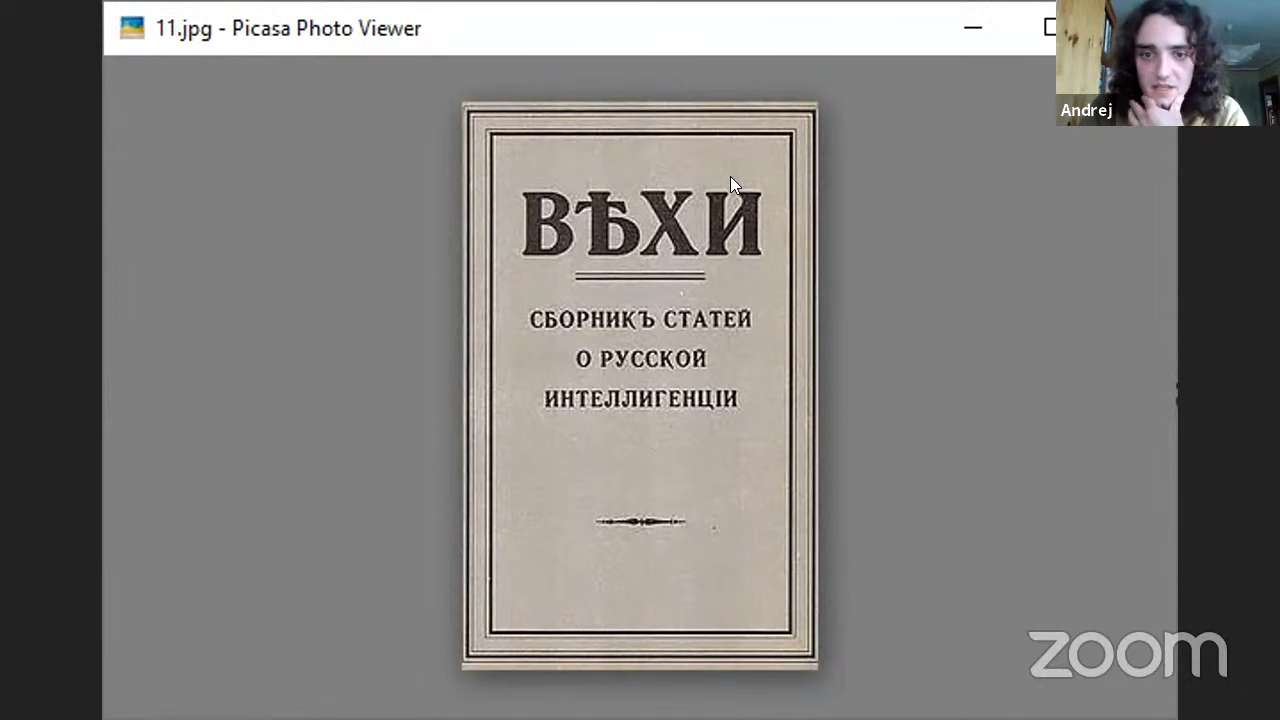 11.jpg - Picasa Photo Viewer
Andrej
ВѢХИ
СБОРНИКЪ СТАТЕЙ
О РУССКОЙ
ИНТЕЛЛИГЕНЦІИ
zoom